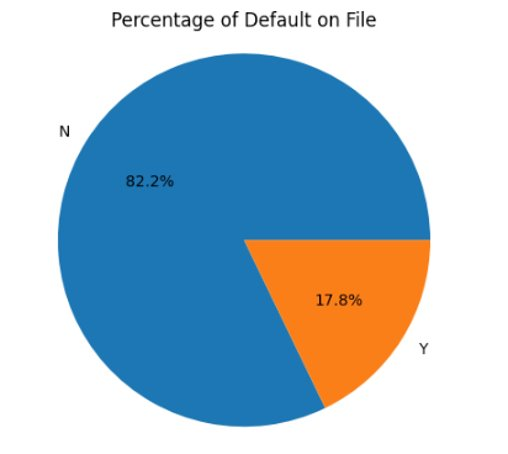 Percentage of Default on File
N
82.2%
17.8%
Y